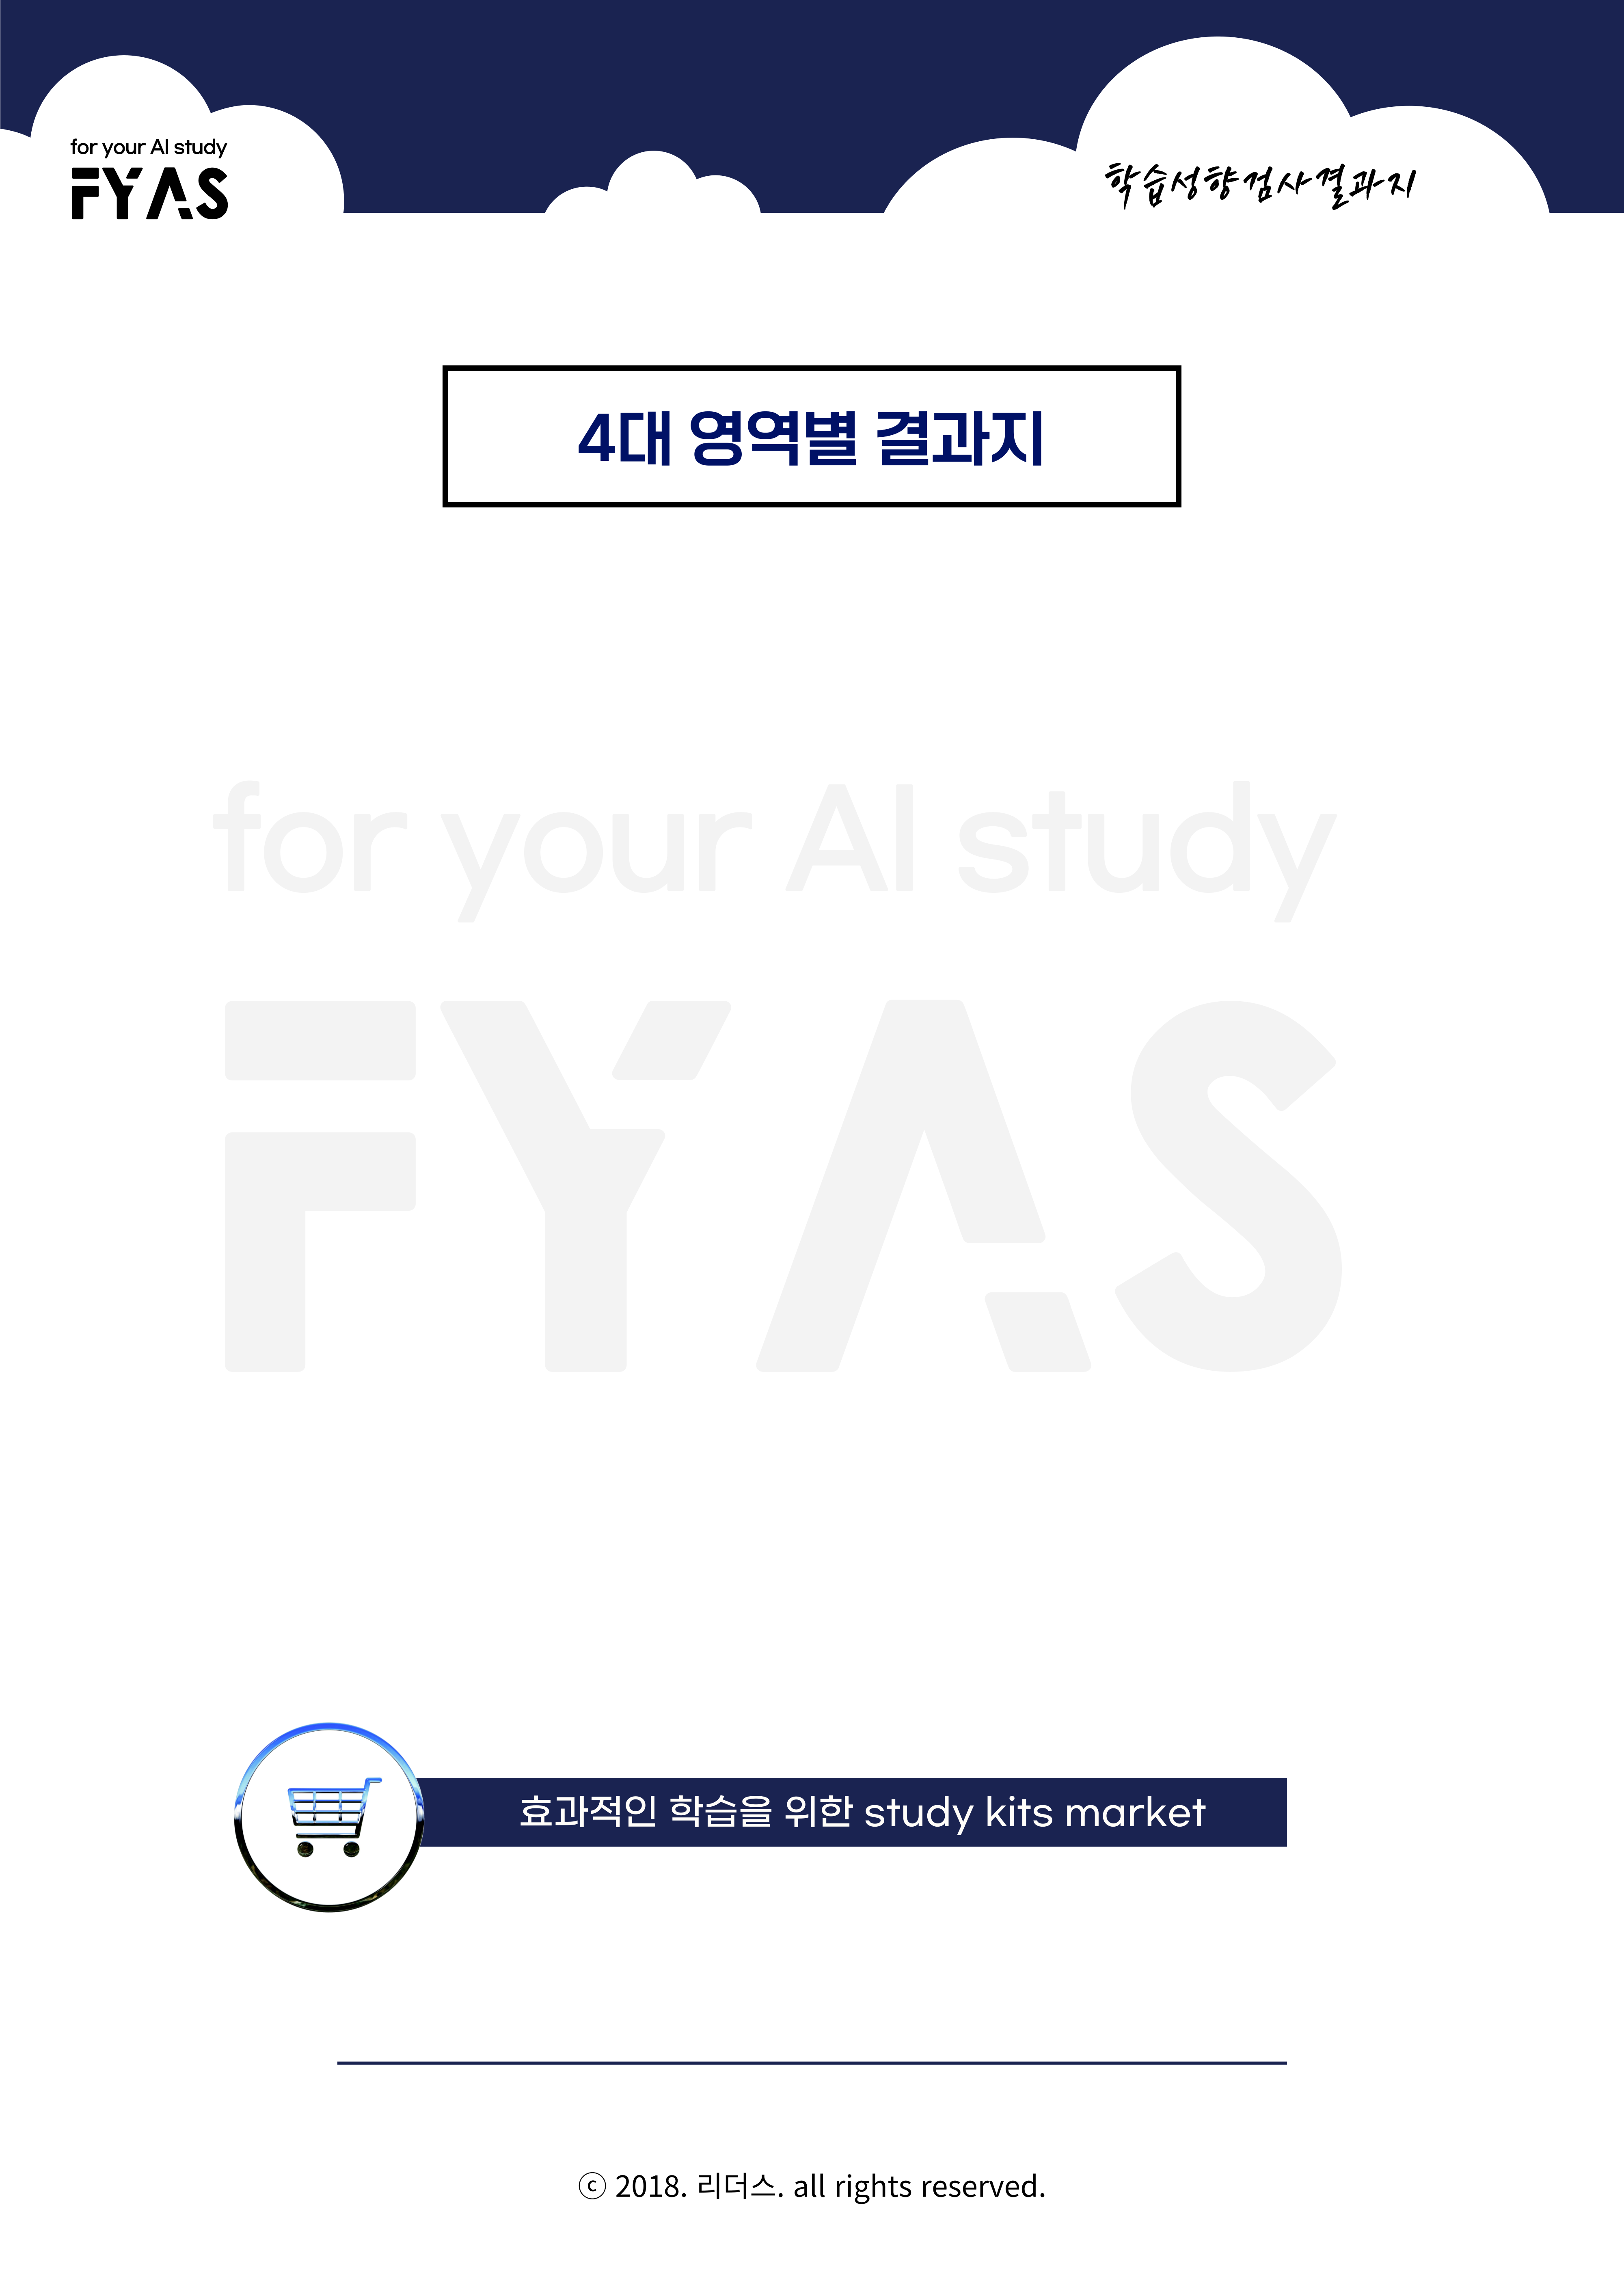 for your AI study
FYAS
학습성향검사결과지
4대 영역별 결과지
for your AI study
FYAS
효과적인 학습을 위한 study kits market
ⓒ 2018. 리더스. all rights reserved.